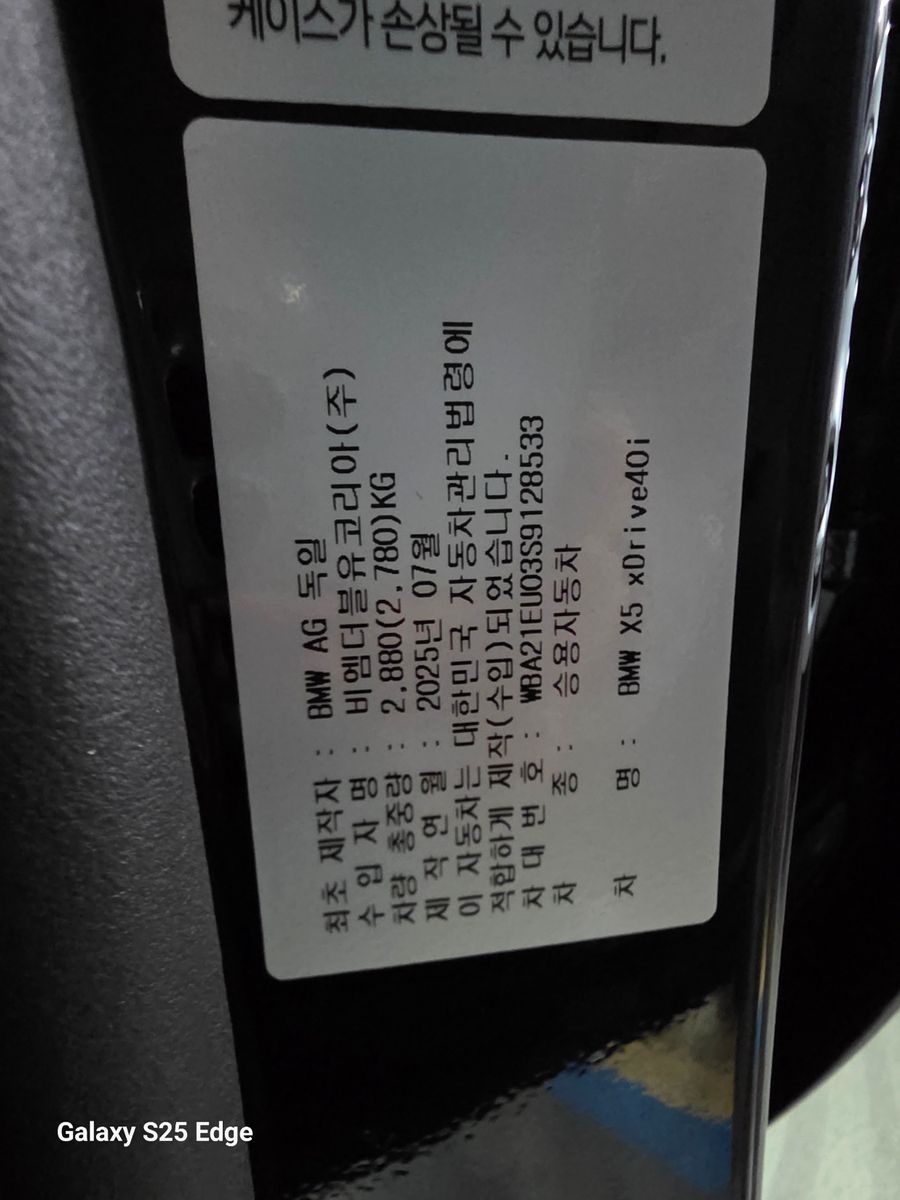 케이스가 손상될 수 있습니다.
최초 제작자 : BMW AG 독일
수 입 자 명 : 비엠더블유코리아(주)
차량 총중량 : 2,880(2,780)KG
제 작 연 월 : 2025년 07월
이 자동차는 대한민국 자동차관리법령에
적합하게 제작(수입)되었습니다.
차 대 번 호 : WBA21EU03S9128533
차 종 : 승용자동차
차 명 : BMW X5 xDrive40i
Galaxy S25 Edge